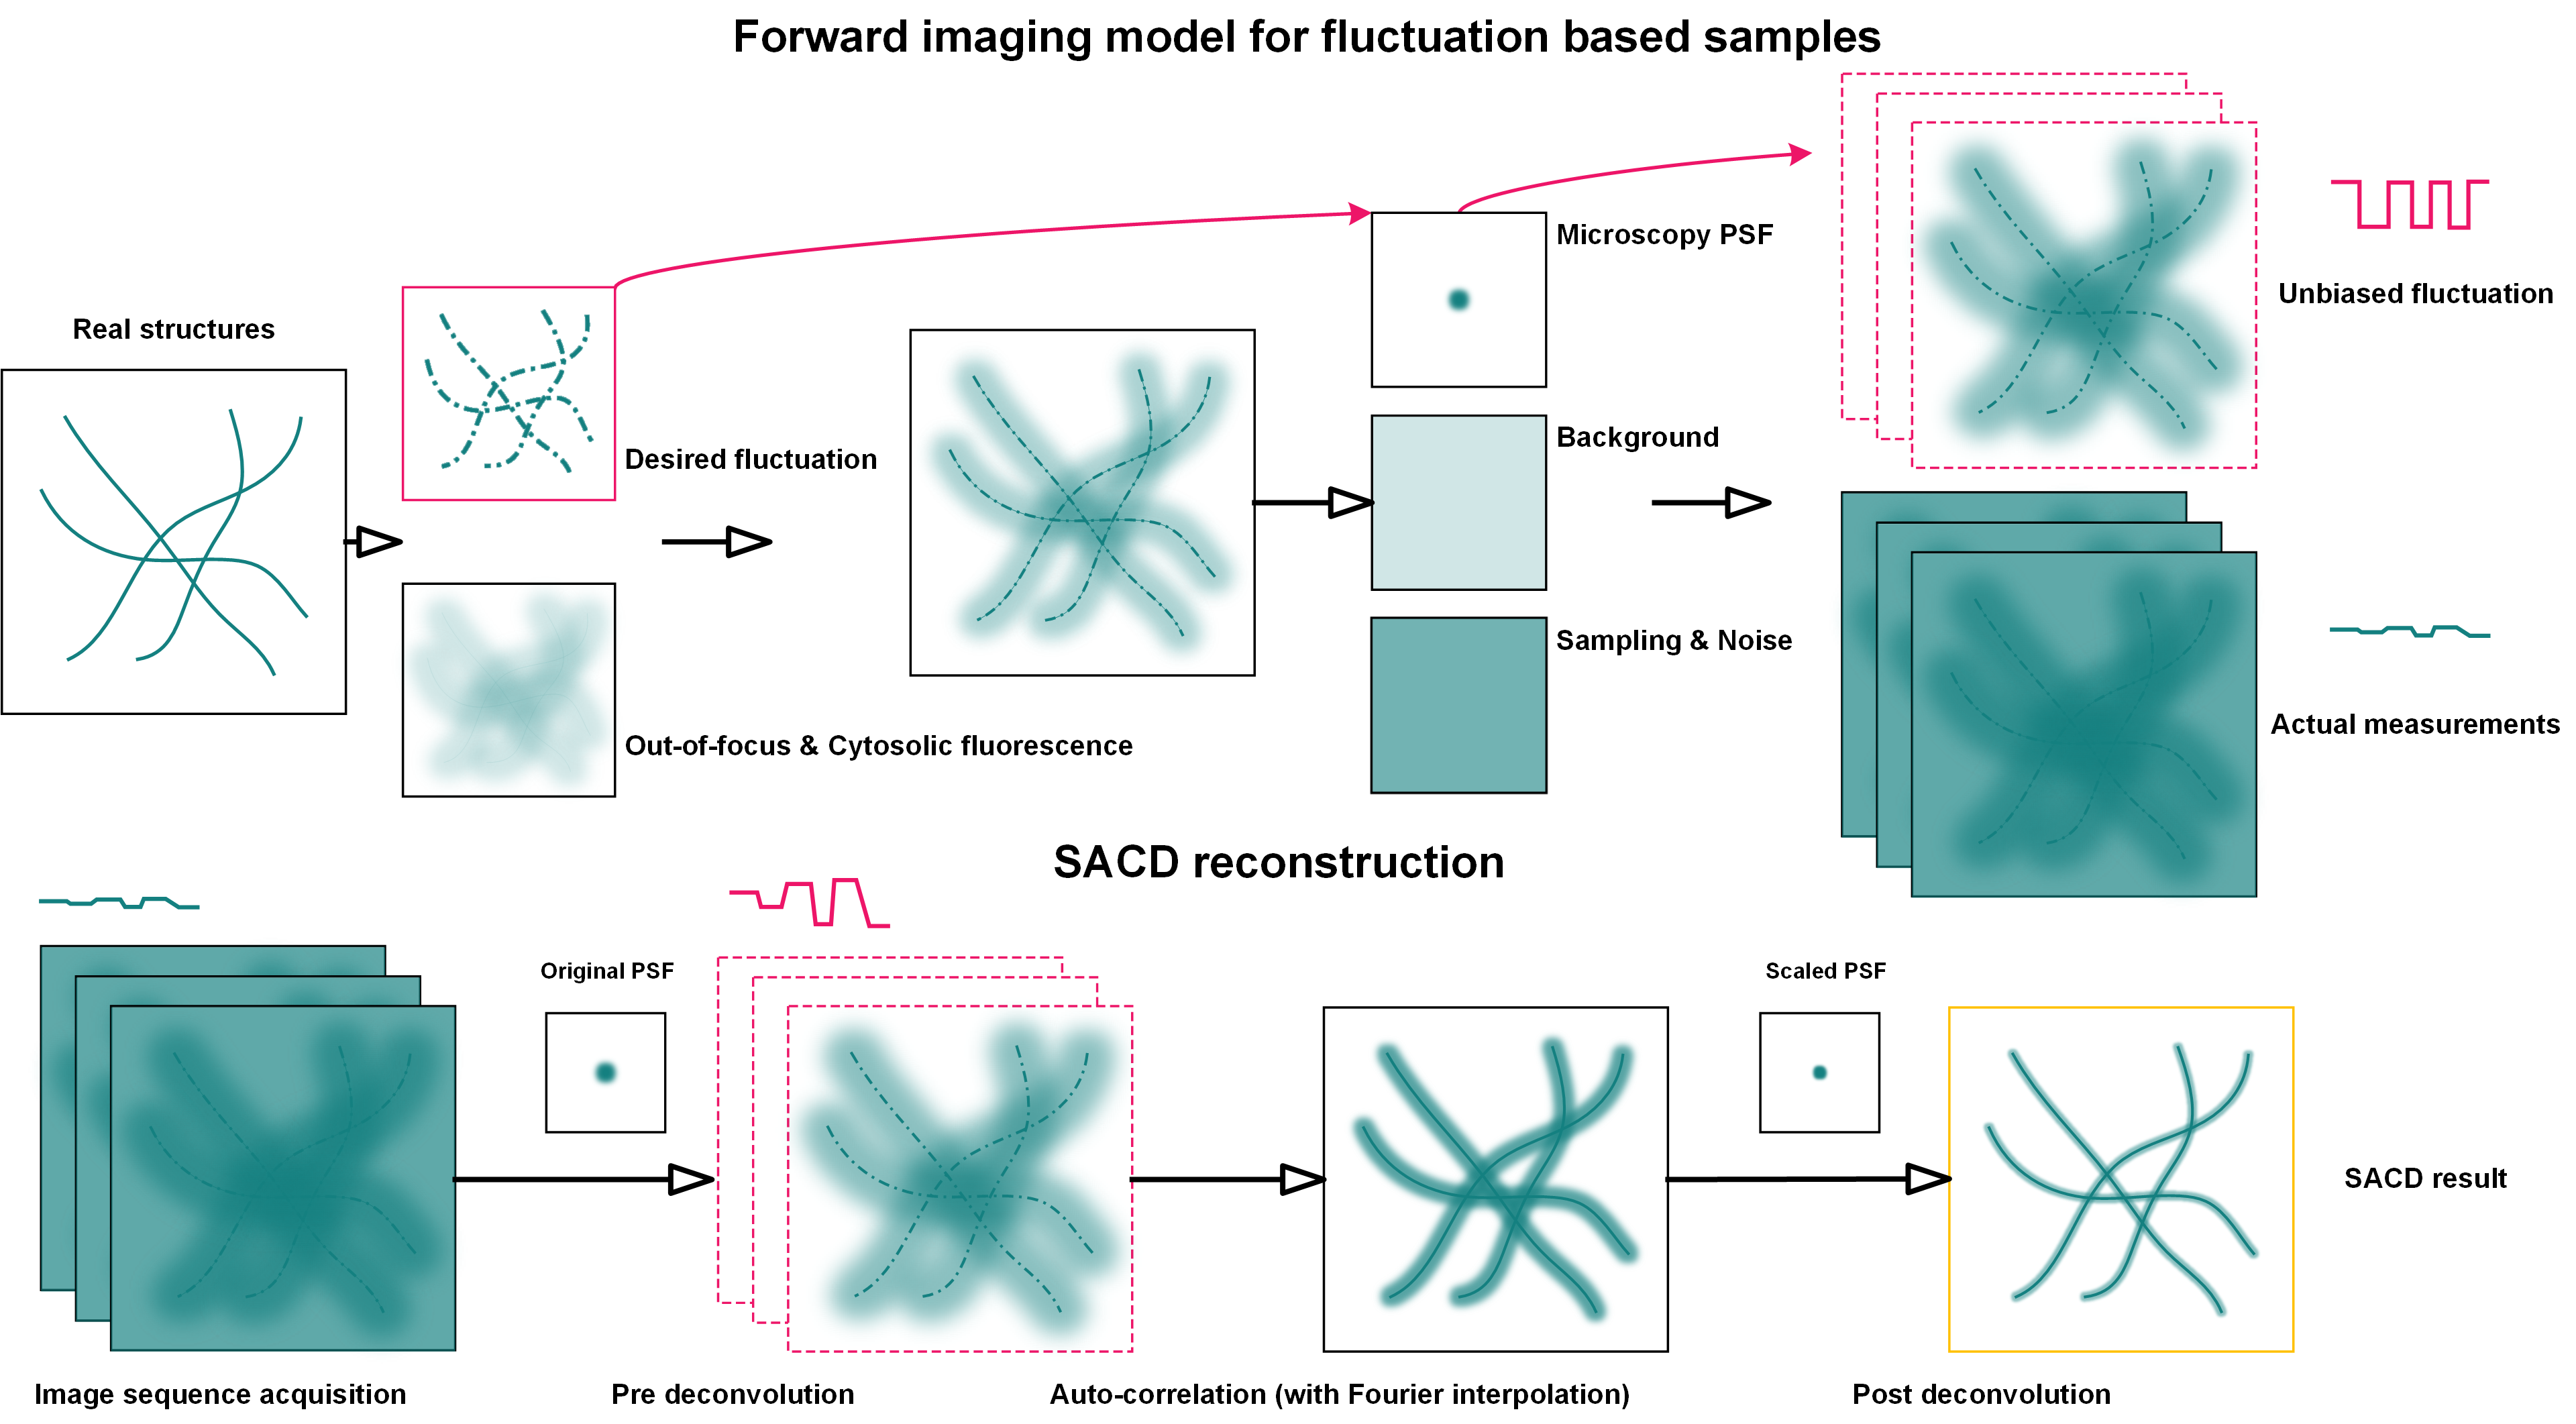 Forward imaging model for fluctuation based samples
Real structures
Desired fluctuation
Out-of-focus & Cytosolic fluorescence
Microscopy PSF
Background
Sampling & Noise
Unbiased fluctuation
Actual measurements
SACD reconstruction
Original PSF
Scaled PSF
SACD result
Image sequence acquisition
Pre deconvolution
Auto-correlation (with Fourier interpolation)
Post deconvolution